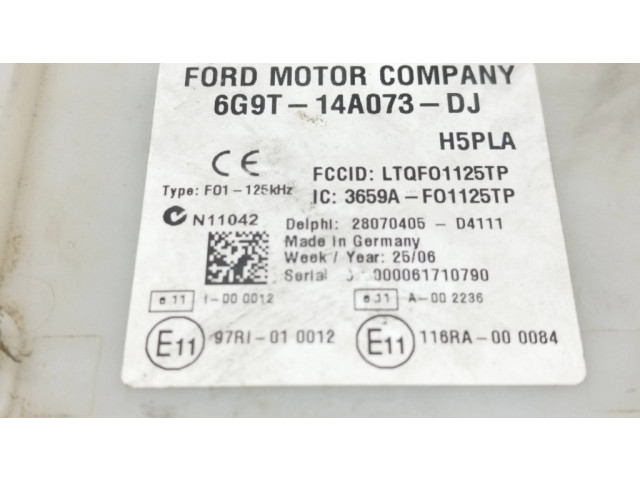 FORD MOTOR COMPANY
6G9T-14A073-DJ
H5PLA
CE
FCCID: LTQFO1125TP
Type: FO1-125kHz
IC: 3659A-FO1125TP
N11042
Delphi: 28070405 - D4111
Made in Germany
Week / Year: 25/06
Serial 000061710790
e 11 I-00 0012
e 11 A-00 2236
E11 97RI-01 0012
E11 116RA-00 0084